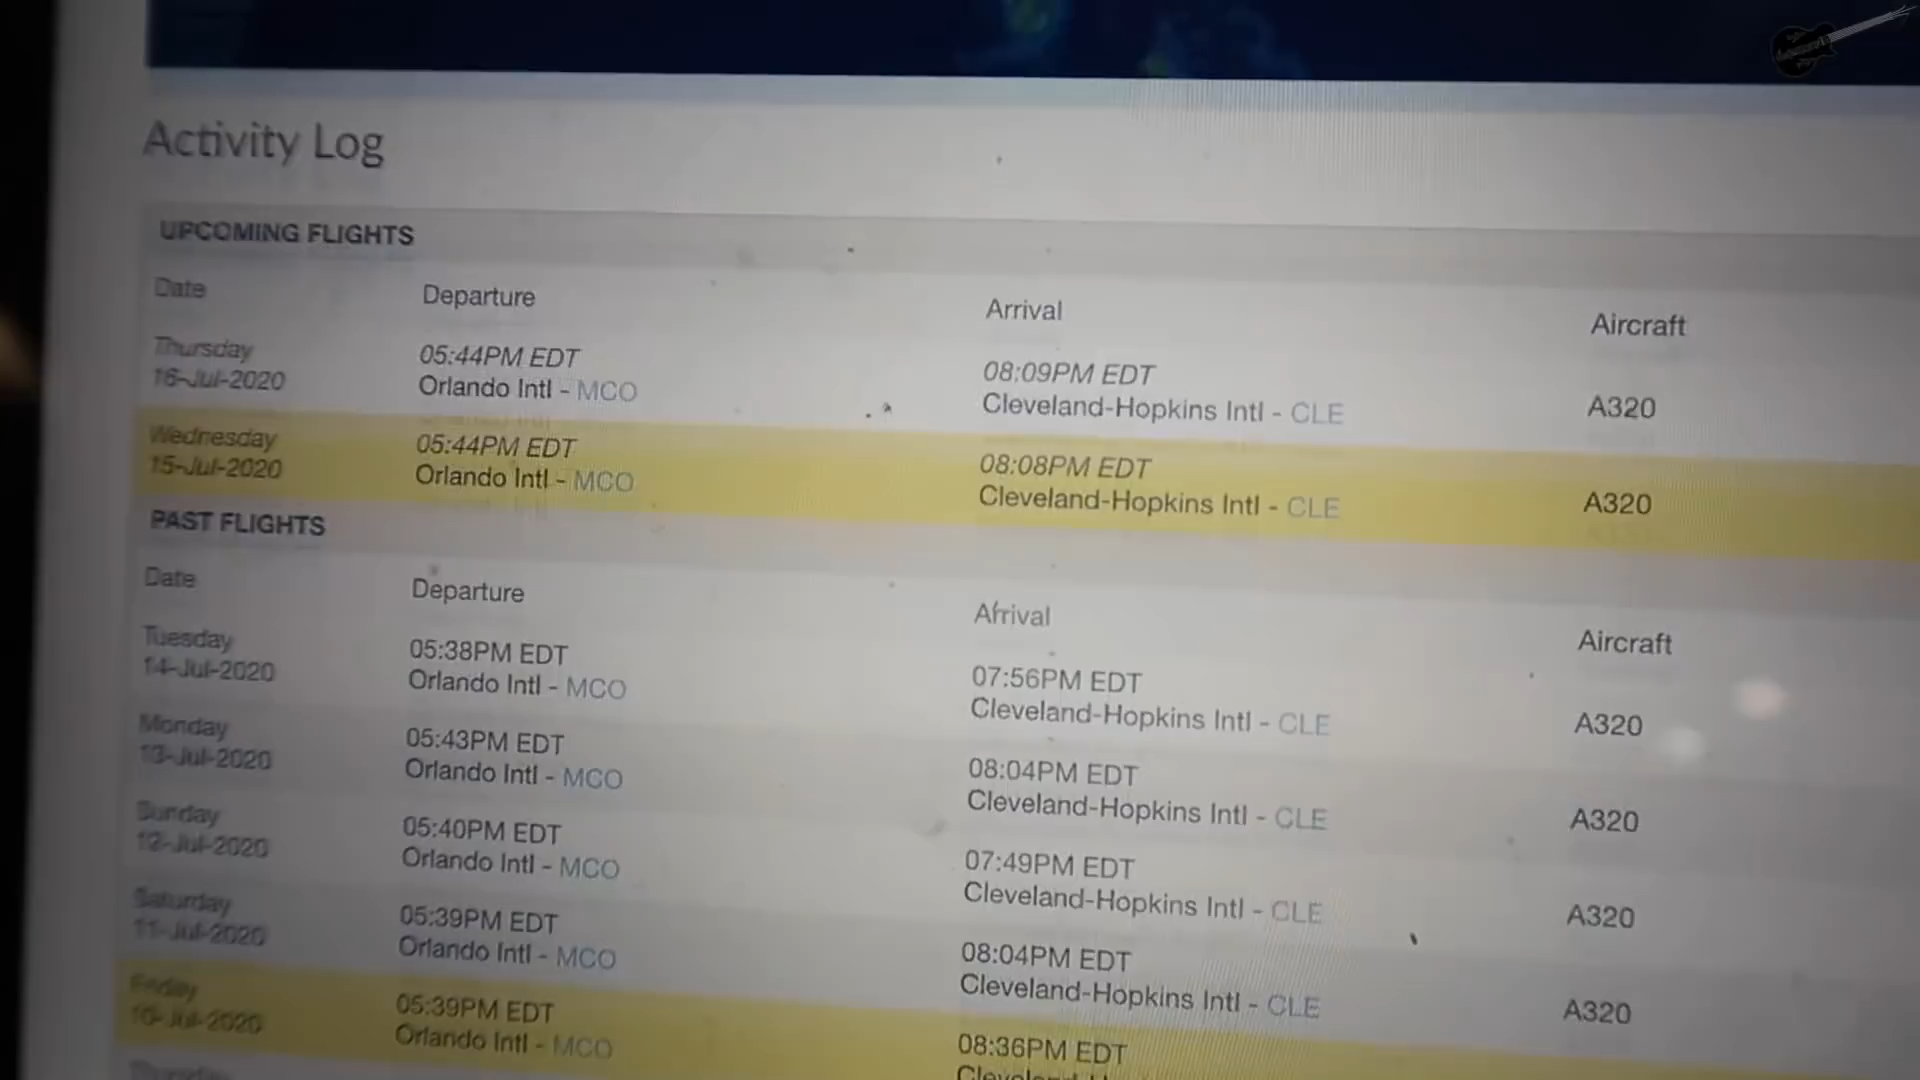 Activity Log
UPCOMING FLIGHTS
Date Departure Arrival Aircraft
Thursday 05:44PM EDT 08:09PM EDT
16-Jul-2020 Orlando Intl - MCO Cleveland-Hopkins Intl - CLE A320
Wednesday 05:44PM EDT 08:08PM EDT
15-Jul-2020 Orlando Intl - MCO Cleveland-Hopkins Intl - CLE A320
PAST FLIGHTS
Date Departure Arrival Aircraft
Tuesday 05:38PM EDT 07:56PM EDT
14-Jul-2020 Orlando Intl - MCO Cleveland-Hopkins Intl - CLE A320
Monday 05:43PM EDT 08:04PM EDT
13-Jul-2020 Orlando Intl - MCO Cleveland-Hopkins Intl - CLE A320
Sunday 05:40PM EDT 07:49PM EDT
12-Jul-2020 Orlando Intl - MCO Cleveland-Hopkins Intl - CLE A320
Saturday 05:39PM EDT 08:04PM EDT
11-Jul-2020 Orlando Intl - MCO Cleveland-Hopkins Intl - CLE A320
Friday 05:39PM EDT 08:36PM EDT
10-Jul-2020 Orlando Intl - MCO